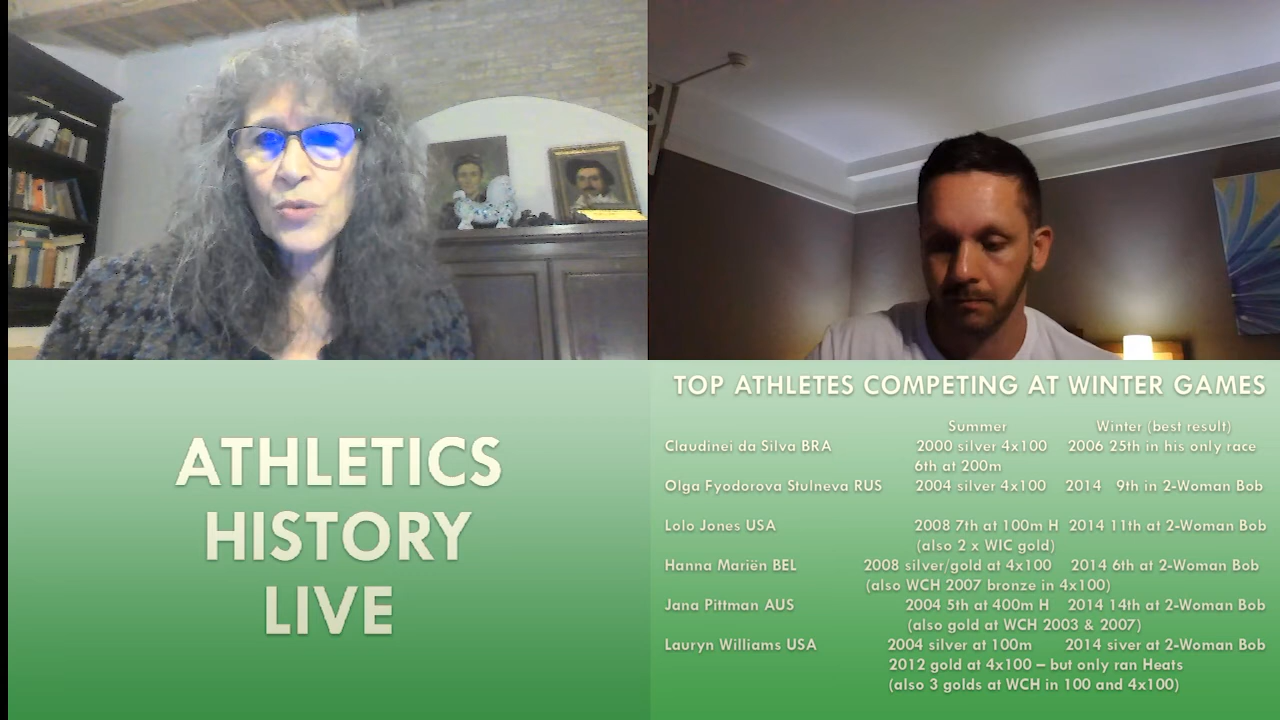 ATHLETICS
HISTORY
LIVE
TOP ATHLETES COMPETING AT WINTER GAMES
Summer Winter (best result)
Claudinei da Silva BRA 2000 silver 4x100 2006 25th in his only race
6th at 200m
Olga Fyodorova Stulneva RUS 2004 silver 4x100 2014 9th in 2-Woman Bob
Lolo Jones USA 2008 7th at 100m H 2014 11th at 2-Woman Bob
(also 2 x WIC gold)
Hanna Mariën BEL 2008 silver/gold at 4x100 2014 6th at 2-Woman Bob
(also WCH 2007 bronze in 4x100)
Jana Pittman AUS 2004 5th at 400m H 2014 14th at 2-Woman Bob
(also gold at WCH 2003 & 2007)
Lauryn Williams USA 2004 silver at 100m 2014 siver at 2-Woman Bob
2012 gold at 4x100 – but only ran Heats
(also 3 golds at WCH in 100 and 4x100)